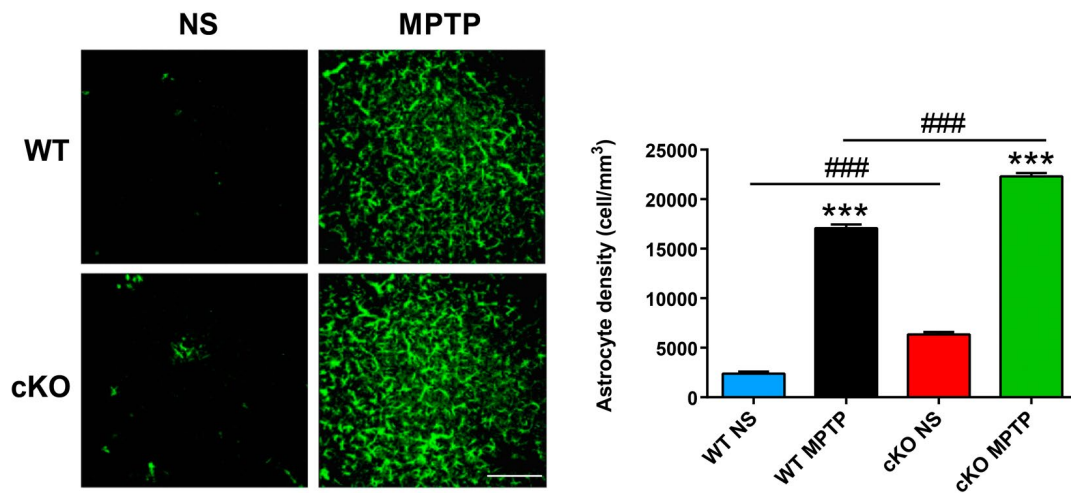 NS
MPTP
WT
cKO
###
###
***
***
Astrocyte density (cell/mm³)
25000
20000
15000
10000
5000
0
WT NS
WT MPTP
cKO NS
cKO MPTP